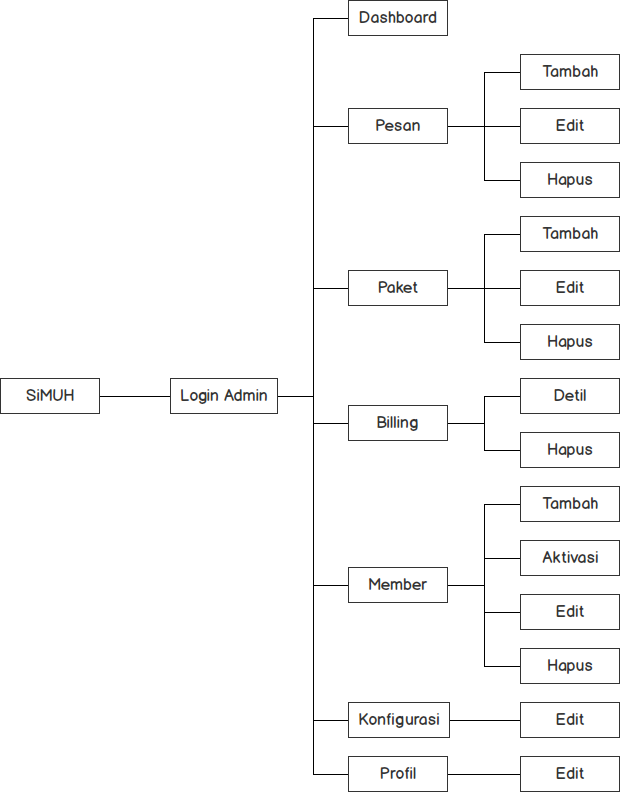 Dashboard
Tambah
Pesan
Edit
Hapus
Tambah
Paket
Edit
Hapus
SiMUH
Login Admin
Detil
Billing
Hapus
Tambah
Aktivasi
Member
Edit
Hapus
Konfigurasi
Edit
Profil
Edit